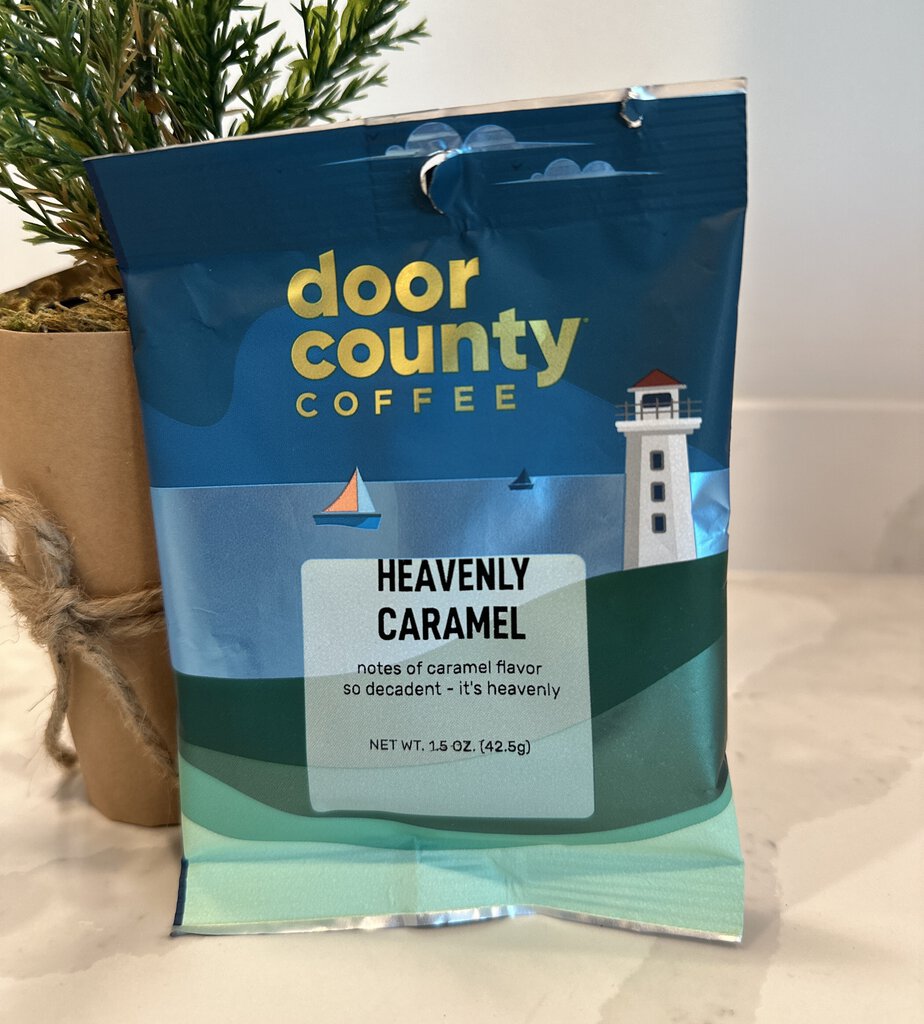 door
county
COFFEE
HEAVENLY
CARAMEL
notes of caramel flavor
so decadent - it's heavenly
NET WT. 1.5 OZ. (42.5g)